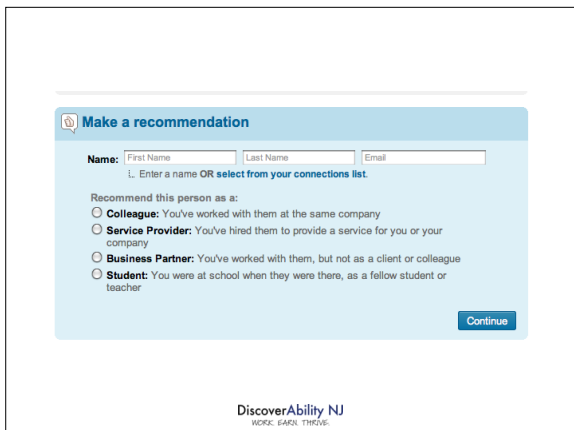 Make a recommendation
Name: First Name Last Name Email
Enter a name OR select from your connections list.
Recommend this person as a:
Colleague: You've worked with them at the same company
Service Provider: You've hired them to provide a service for you or your
company
Business Partner: You've worked with them, but not as a client or colleague
Student: You were at school when they were there, as a fellow student or
teacher
Continue
DiscoverAbility NJ
WORK. EARN. THRIVE.